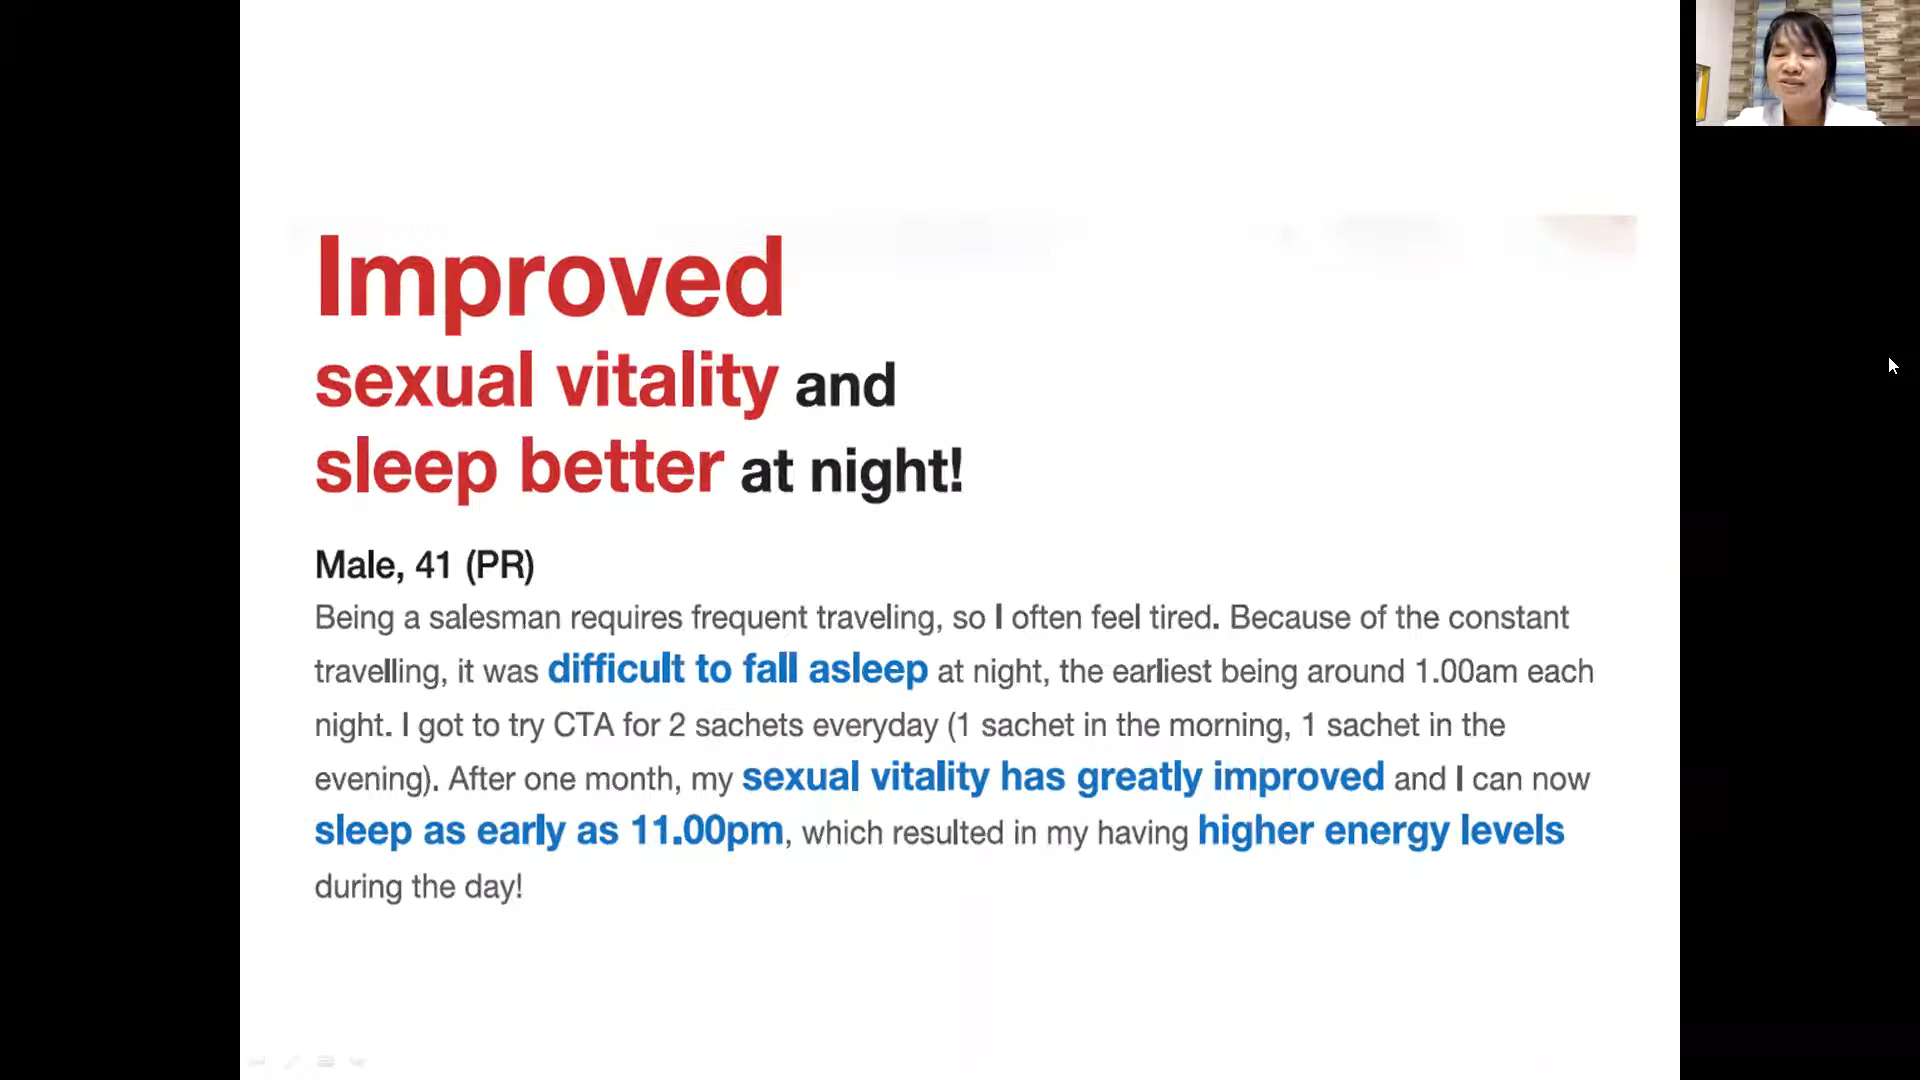 Improved
sexual vitality and
sleep better at night!
Male, 41 (PR)
Being a salesman requires frequent traveling, so I often feel tired. Because of the constant
travelling, it was difficult to fall asleep at night, the earliest being around 1.00am each
night. I got to try CTA for 2 sachets everyday (1 sachet in the morning, 1 sachet in the
evening). After one month, my sexual vitality has greatly improved and I can now
sleep as early as 11.00pm, which resulted in my having higher energy levels
during the day!